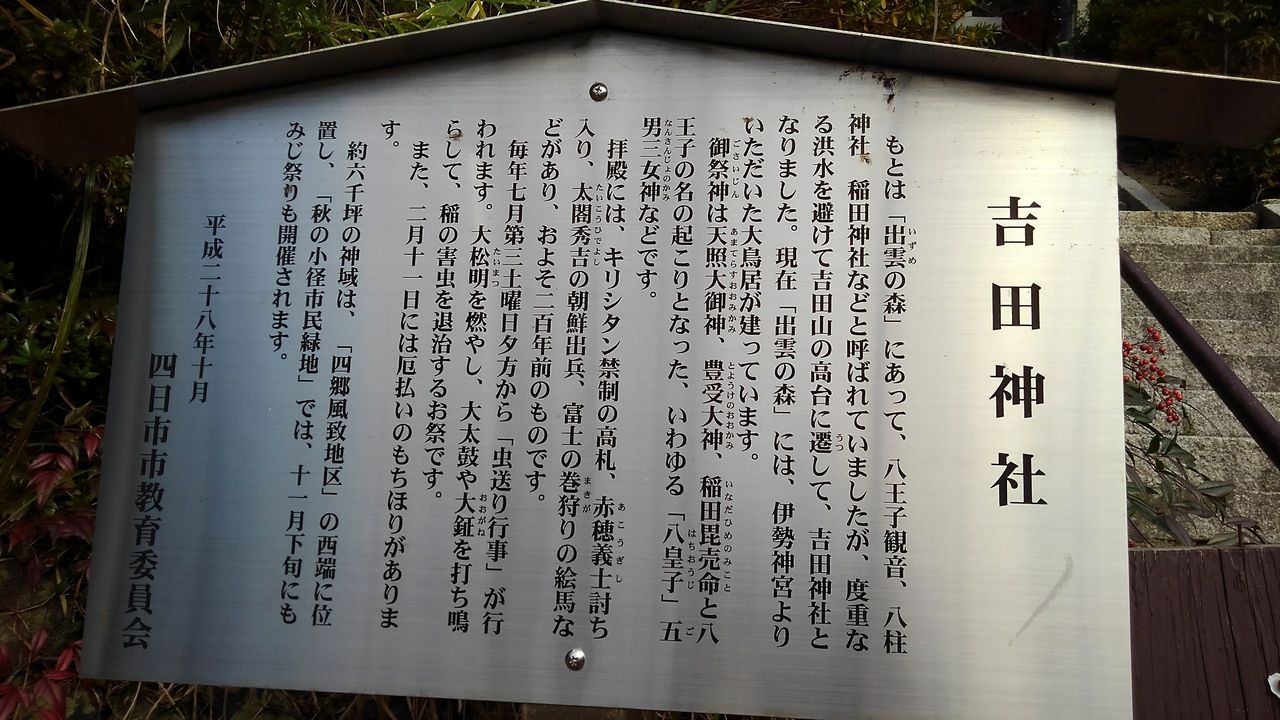 吉田神社
もとは「出雲の森」にあって、八王子観音、八柱
神社、稲田神社などと呼ばれていましたが、度重な
る洪水を避けて吉田山の高台に遷して、吉田神社と
なりました。現在「出雲の森」には、伊勢神宮より
いただいた大鳥居が建っています。
御祭神は天照大御神、豊受大神、稲田毘売命と八
王子の名の起こりとなった、いわゆる「八皇子」五
男三女神などです。
拝殿には、キリシタン禁制の高札、赤穂義士討ち
入り、太閤秀吉の朝鮮出兵、富士の巻狩りの絵馬な
どがあり、およそ二百年前のものです。
毎年七月第三土曜日夕方から「虫送り行事」が行
われます。大松明を燃やし、大太鼓や大鉦を打ち鳴
らして、稲の害虫を退治するお祭です。
また、二月十一日には厄払いのもちほりがありま
す。
約六千坪の神域は、「四郷風致地区」の西端に位
置し、「秋の小径市民緑地」では、十一月下旬にも
みじ祭りも開催されます。
平成二十八年十月
四日市市教育委員会